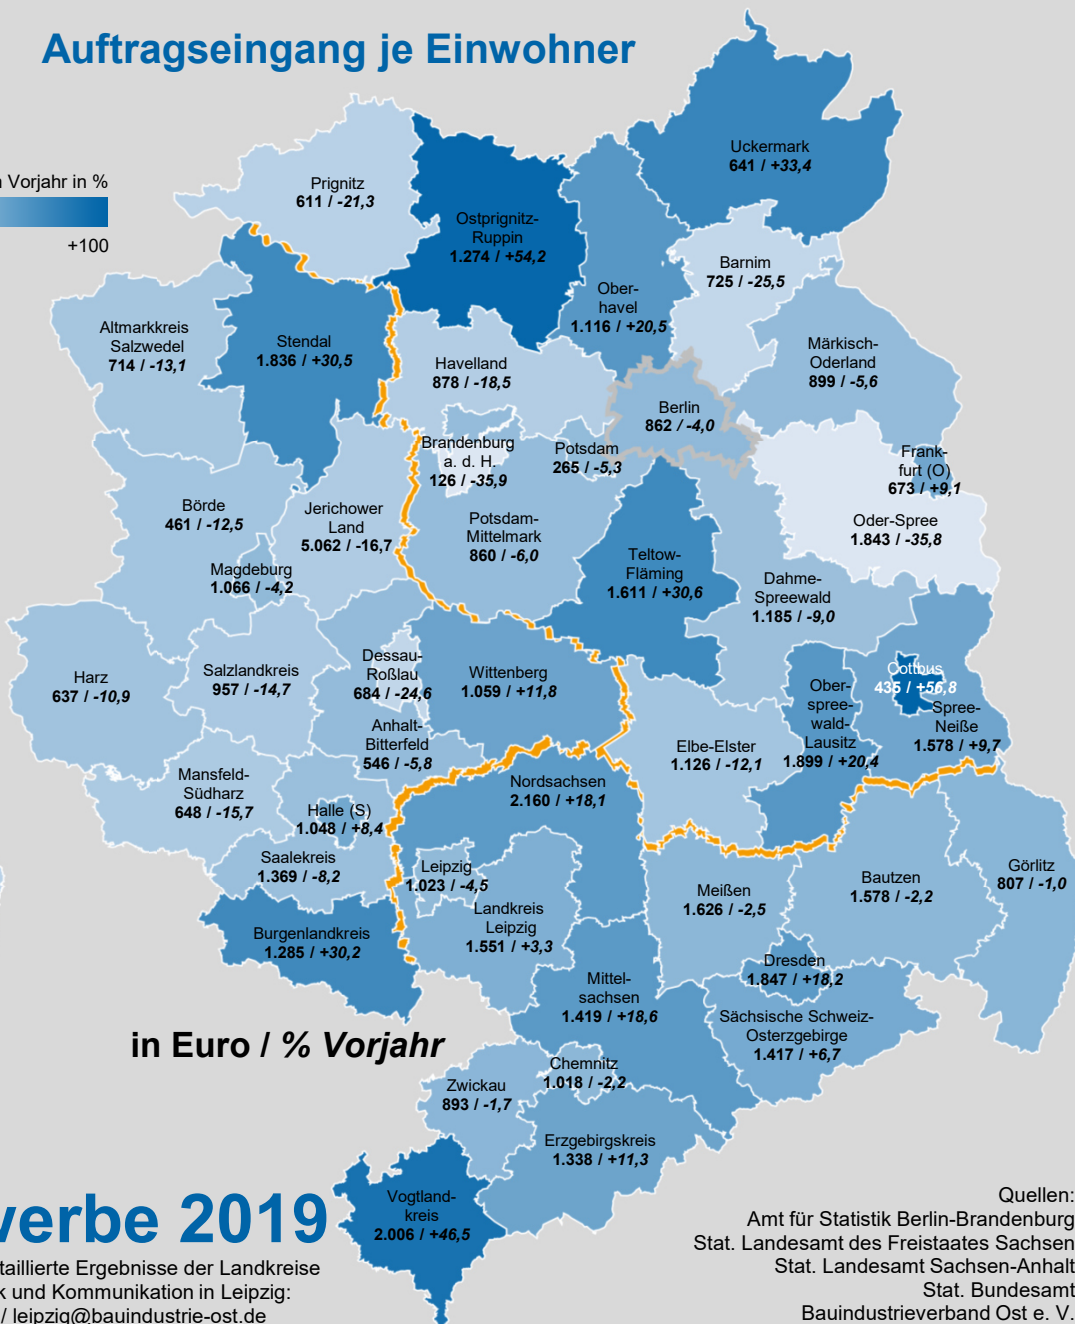 Auftragseingang je Einwohner
Vorjahr in %
+100
Uckermark
641 / +33,4
Prignitz
611 / -21,3
Ostprignitz-
Ruppin
1.274 / +54,2
Barnim
725 / -25,5
Ober-
havel
1.116 / +20,5
Altmarkkreis
Salzwedel
714 / -13,1
Stendal
1.836 / +30,5
Märkisch-
Oderland
899 / -5,6
Havelland
878 / -18,5
Berlin
862 / -4,0
Brandenburg
a. d. H.
126 / -35,9
Potsdam
265 / -5,3
Frank-
furt (O)
673 / +9,1
Börde
461 / -12,5
Jerichower
Land
5.062 / -16,7
Potsdam-
Mittelmark
860 / -6,0
Oder-Spree
1.843 / -35,8
Magdeburg
1.066 / -4,2
Teltow-
Fläming
1.611 / +30,6
Dahme-
Spreewald
1.185 / -9,0
Harz
637 / -10,9
Salzlandkreis
957 / -14,7
Dessau-
Roßlau
684 / -24,6
Wittenberg
1.059 / +11,8
Cottbus
435 / +56,8
Ober-
spree-
wald-
Lausitz
1.899 / +20,4
Spree-
Neiße
1.578 / +9,7
Anhalt-
Bitterfeld
546 / -5,8
Elbe-Elster
1.126 / -12,1
Mansfeld-
Südharz
648 / -15,7
Nordsachsen
2.160 / +18,1
Halle (S)
1.048 / +8,4
Saalekreis
1.369 / -8,2
Leipzig
1.023 / -4,5
Görlitz
807 / -1,0
Bautzen
1.578 / -2,2
Meißen
1.626 / -2,5
Landkreis
Leipzig
1.551 / +3,3
Burgenlandkreis
1.285 / +30,2
Dresden
1.847 / +18,2
Mittel-
sachsen
1.419 / +18,6
Sächsische Schweiz-
Osterzgebirge
1.417 / +6,7
in Euro / % Vorjahr
Chemnitz
1.018 / -2,2
Zwickau
893 / -1,7
Erzgebirgskreis
1.338 / +11,3
Vogtland-
kreis
2.006 / +46,5
verbe 2019
taillierte Ergebnisse der Landkreise
k und Kommunikation in Leipzig:
/ leipzig@bauindustrie-ost.de
Quellen:
Amt für Statistik Berlin-Brandenburg
Stat. Landesamt des Freistaates Sachsen
Stat. Landesamt Sachsen-Anhalt
Stat. Bundesamt
Bauindustrieverband Ost e. V.